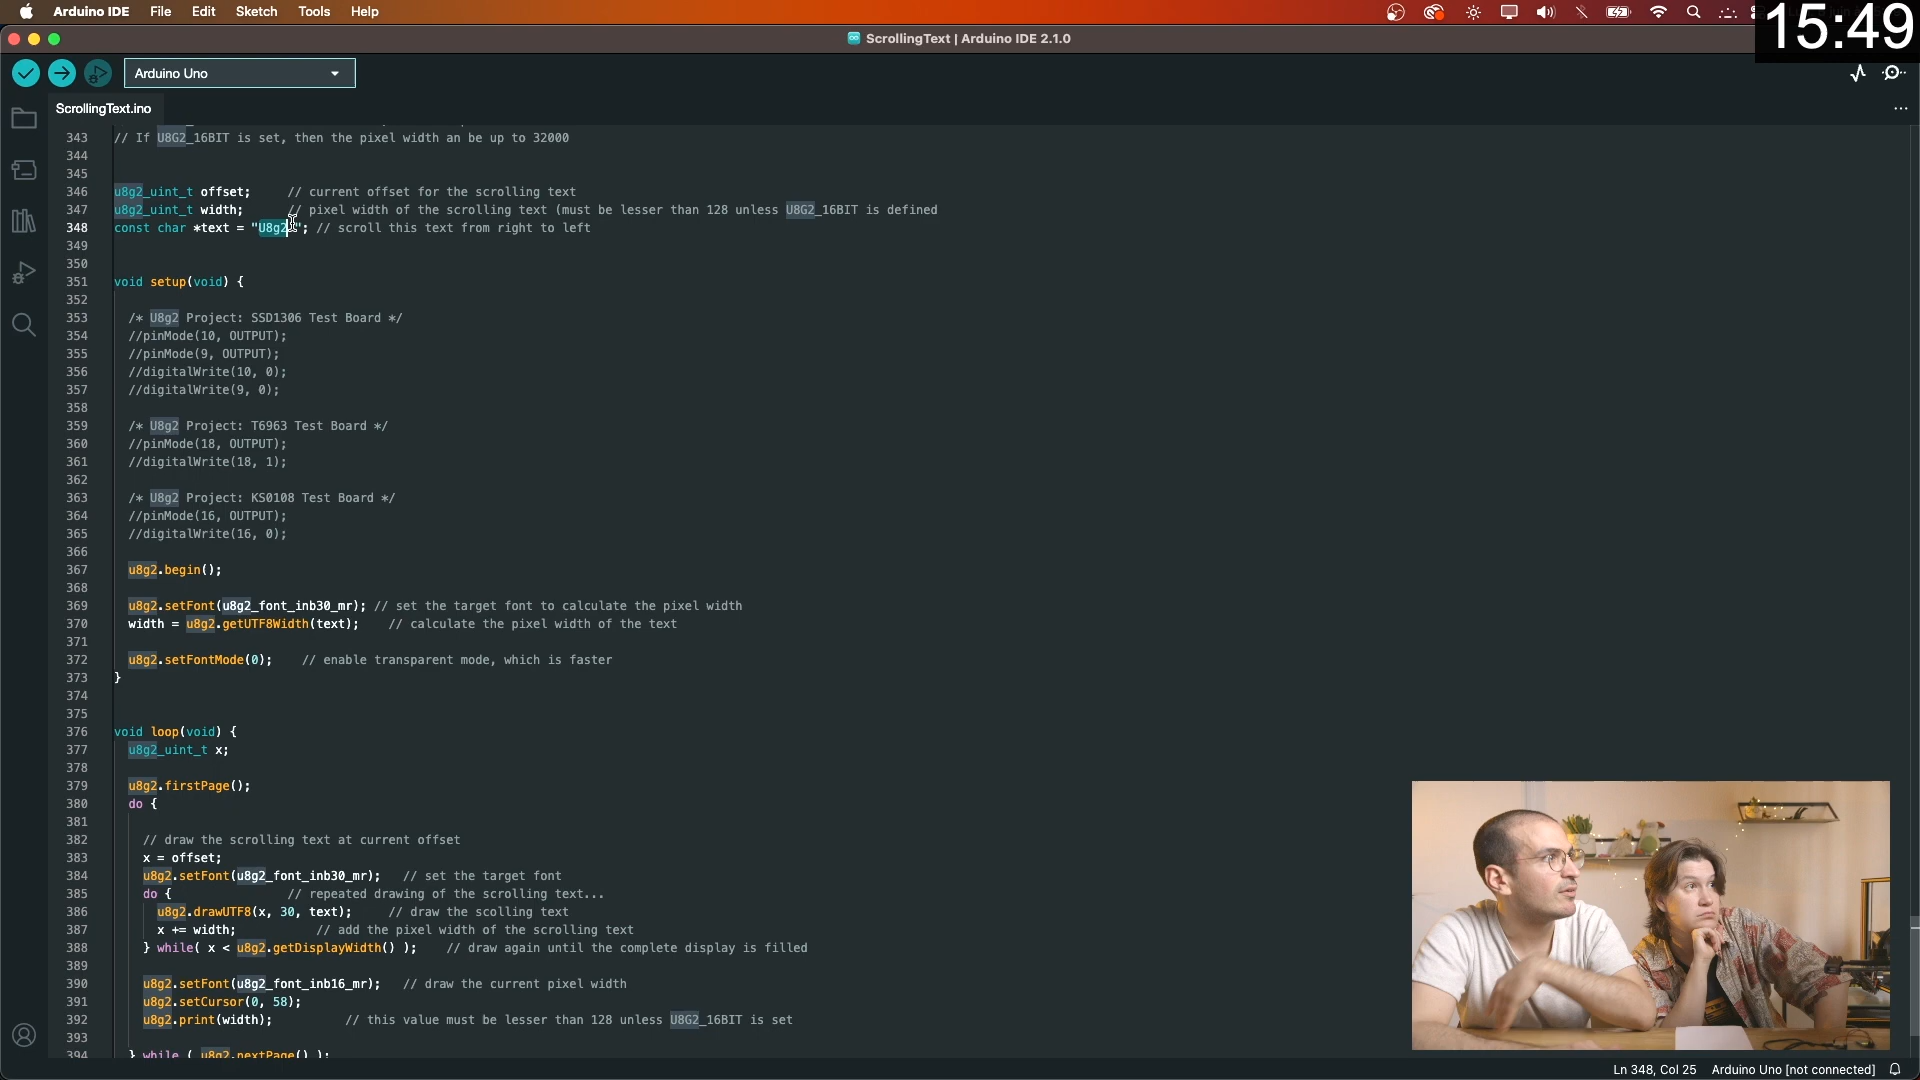 Arduino IDE File Edit Sketch Tools Help
15:49
ScrollingText | Arduino IDE 2.1.0
Arduino Uno
ScrollingText.ino
343 // If U8G2_16BIT is set, then the pixel width an be up to 32000
344
345
346 u8g2_uint_t offset; // current offset for the scrolling text
347 u8g2_uint_t width; // pixel width of the scrolling text (must be lesser than 128 unless U8G2_16BIT is defined
348 const char *text = "U8g2 "; // scroll this text from right to left
349
350
351 void setup(void) {
352
353 /* U8g2 Project: SSD1306 Test Board */
354 //pinMode(10, OUTPUT);
355 //pinMode(9, OUTPUT);
356 //digitalWrite(10, 0);
357 //digitalWrite(9, 0);
358
359 /* U8g2 Project: T6963 Test Board */
360 //pinMode(18, OUTPUT);
361 //digitalWrite(18, 1);
362
363 /* U8g2 Project: KS0108 Test Board */
364 //pinMode(16, OUTPUT);
365 //digitalWrite(16, 0);
366
367 u8g2.begin();
368
369 u8g2.setFont(u8g2_font_inb30_mr); // set the target font to calculate the pixel width
370 width = u8g2.getUTF8Width(text); // calculate the pixel width of the text
371
372 u8g2.setFontMode(0); // enable transparent mode, which is faster
373 }
374
375
376 void loop(void) {
377 u8g2_uint_t x;
378
379 u8g2.firstPage();
380 do {
381
382 // draw the scrolling text at current offset
383 x = offset;
384 u8g2.setFont(u8g2_font_inb30_mr); // set the target font
385 do { // repeated drawing of the scrolling text...
386 u8g2.drawUTF8(x, 30, text); // draw the scolling text
387 x += width; // add the pixel width of the scrolling text
388 } while( x < u8g2.getDisplayWidth() ); // draw again until the complete display is filled
389
390 u8g2.setFont(u8g2_font_inb16_mr); // draw the current pixel width
391 u8g2.setCursor(0, 58);
392 u8g2.print(width); // this value must be lesser than 128 unless U8G2_16BIT is set
393
394 } while ( u8g2.nextPage() );
Ln 348, Col 25 Arduino Uno [not connected]